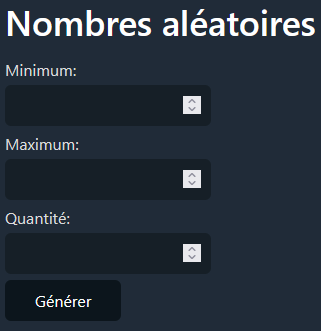 Nombres aléatoires
Minimum:
Maximum:
Quantité:
Générer